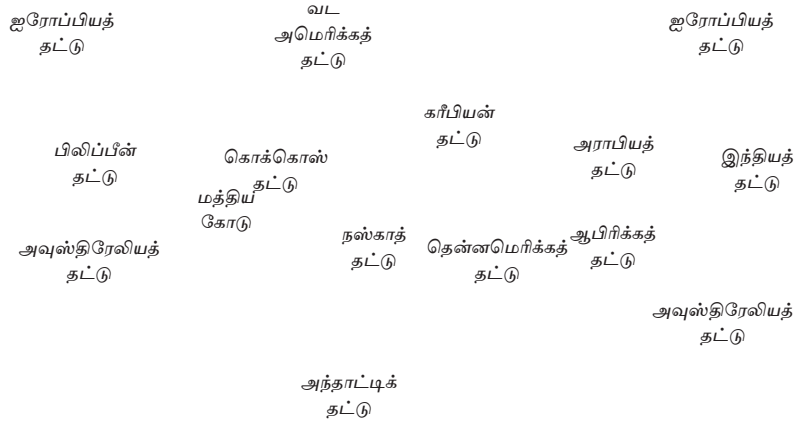 ஐரோப்பியத்
தட்டு
வட
அமெரிக்கத்
தட்டு
ஐரோப்பியத்
தட்டு
கரீபியன்
தட்டு
பிலிப்பீன்
தட்டு
கொக்கொஸ்
தட்டு
அராபியத்
தட்டு
இந்தியத்
தட்டு
மத்திய
கோடு
அவுஸ்திரேலியத்
தட்டு
நஸ்காத்
தட்டு
தென்னமெரிக்கத்
தட்டு
ஆபிரிக்கத்
தட்டு
அவுஸ்திரேலியத்
தட்டு
அந்தாட்டிக்
தட்டு